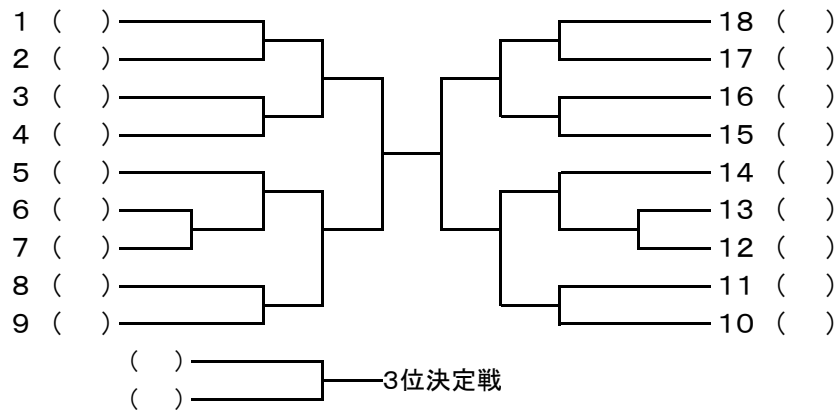 1 (　) 18 (　)
2 (　) 17 (　)
3 (　) 16 (　)
4 (　) 15 (　)
5 (　) 14 (　)
6 (　) 13 (　)
7 (　) 12 (　)
8 (　) 11 (　)
9 (　) 10 (　)
(　)
3位決定戦
(　)